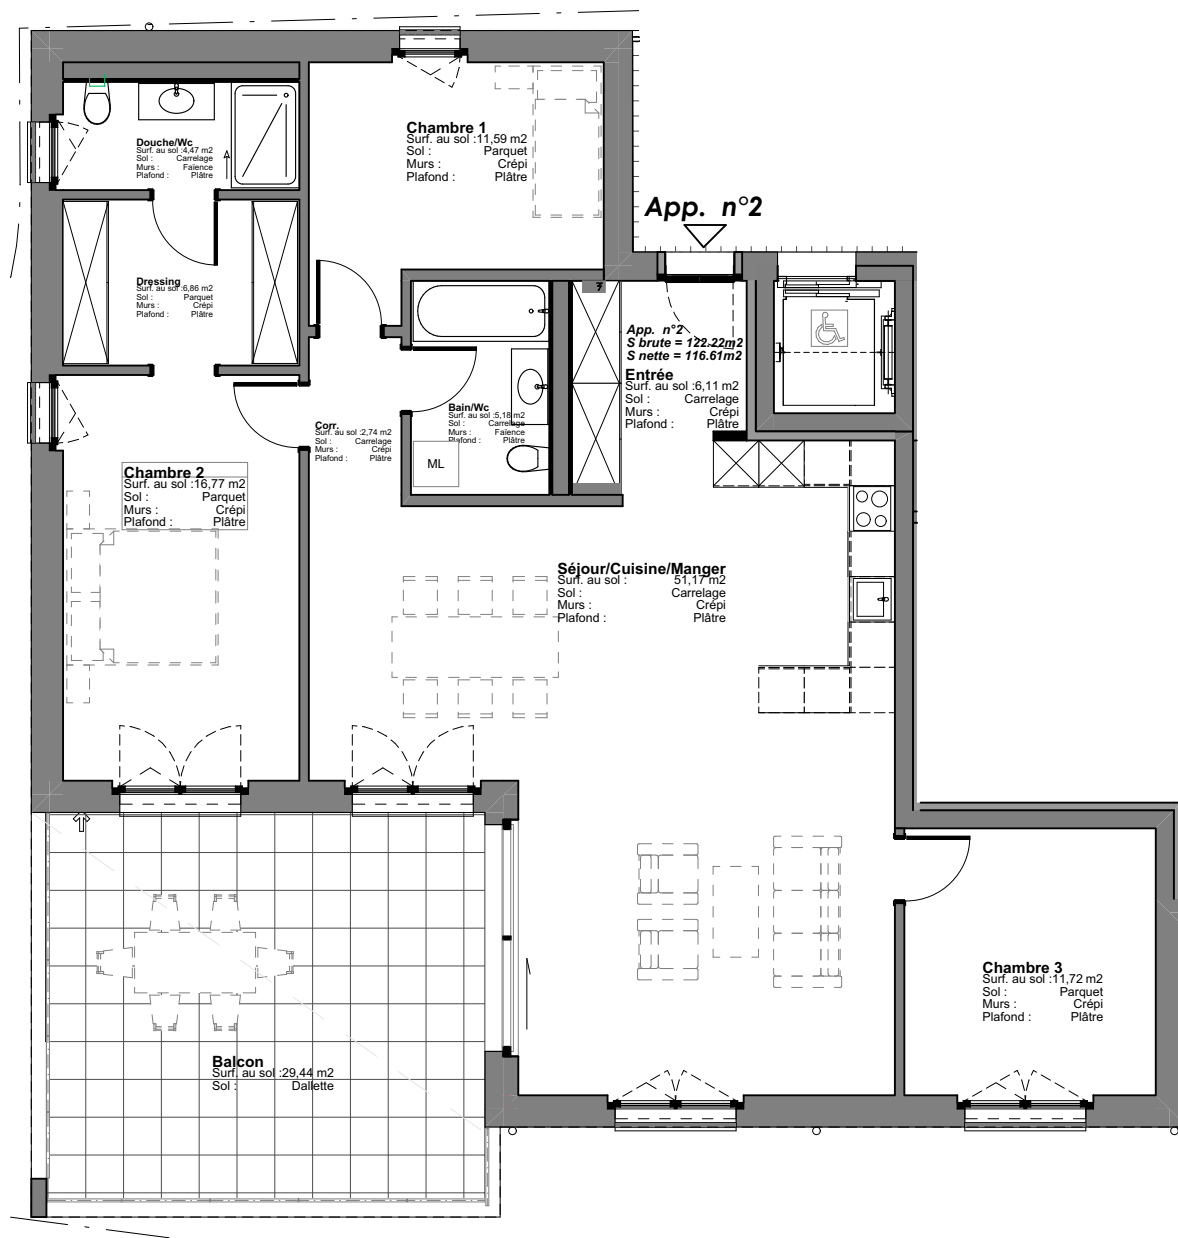 Chambre 1
Surf. au sol :11,59 m2
Sol : Parquet
Murs : Crépi
Plafond : Plâtre
Douche/Wc
Surf. au sol :4,47 m2
Sol : Carrelage
Murs : Faïence
Plafond : Plâtre
App. n°2
Dressing
Surf. au sol :6,86 m2
Sol : Parquet
Murs : Crépi
Plafond : Plâtre
App. n°2
S brute = 122.22m2
S nette = 116.61m2
Entrée
Surf. au sol :6,11 m2
Sol : Carrelage
Murs : Crépi
Plafond : Plâtre
Bain/Wc
Surf. au sol :5,18 m2
Sol : Carrelage
Murs : Faïence
Plafond : Plâtre
ML
Corr.
Surf. au sol :2,74 m2
Sol : Carrelage
Murs : Crépi
Plafond : Plâtre
Chambre 2
Surf. au sol :16,77 m2
Sol : Parquet
Murs : Crépi
Plafond : Plâtre
Séjour/Cuisine/Manger
Surf. au sol : 51,17 m2
Sol : Carrelage
Murs : Crépi
Plafond : Plâtre
Chambre 3
Surf. au sol :11,72 m2
Sol : Parquet
Murs : Crépi
Plafond : Plâtre
Balcon
Surf. au sol :29,44 m2
Sol : Dallette